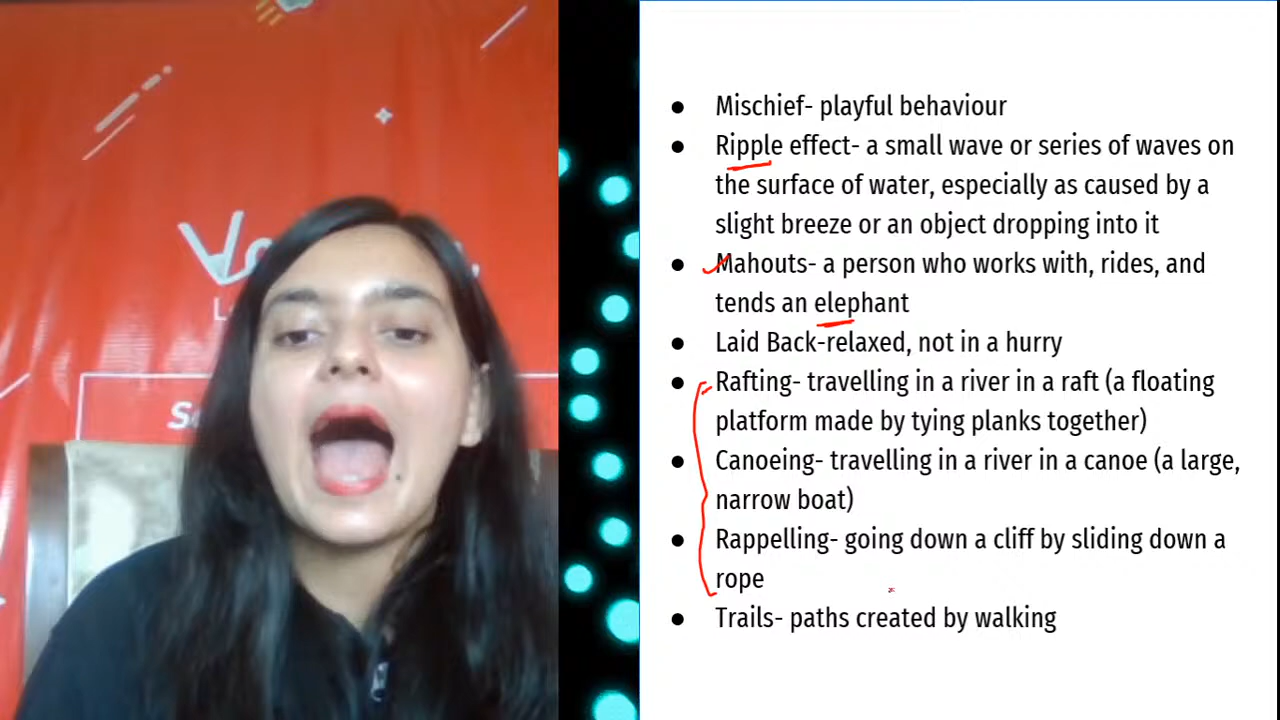 ● Mischief- playful behaviour
● Ripple effect- a small wave or series of waves on
the surface of water, especially as caused by a
slight breeze or an object dropping into it
● Mahouts- a person who works with, rides, and
tends an elephant
● Laid Back-relaxed, not in a hurry
● Rafting- travelling in a river in a raft (a floating
platform made by tying planks together)
● Canoeing- travelling in a river in a canoe (a large,
narrow boat)
● Rappelling- going down a cliff by sliding down a
rope
● Trails- paths created by walking